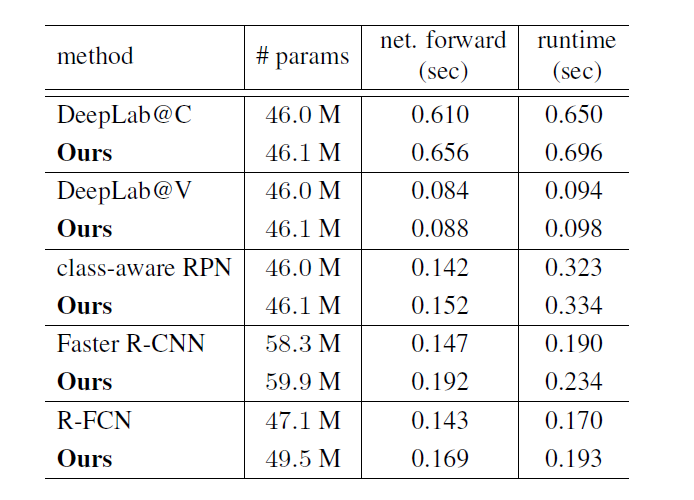 method # params net. forward (sec) runtime (sec)
DeepLab@C 46.0 M 0.610 0.650
Ours 46.1 M 0.656 0.696
DeepLab@V 46.0 M 0.084 0.094
Ours 46.1 M 0.088 0.098
class-aware RPN 46.0 M 0.142 0.323
Ours 46.1 M 0.152 0.334
Faster R-CNN 58.3 M 0.147 0.190
Ours 59.9 M 0.192 0.234
R-FCN 47.1 M 0.143 0.170
Ours 49.5 M 0.169 0.193